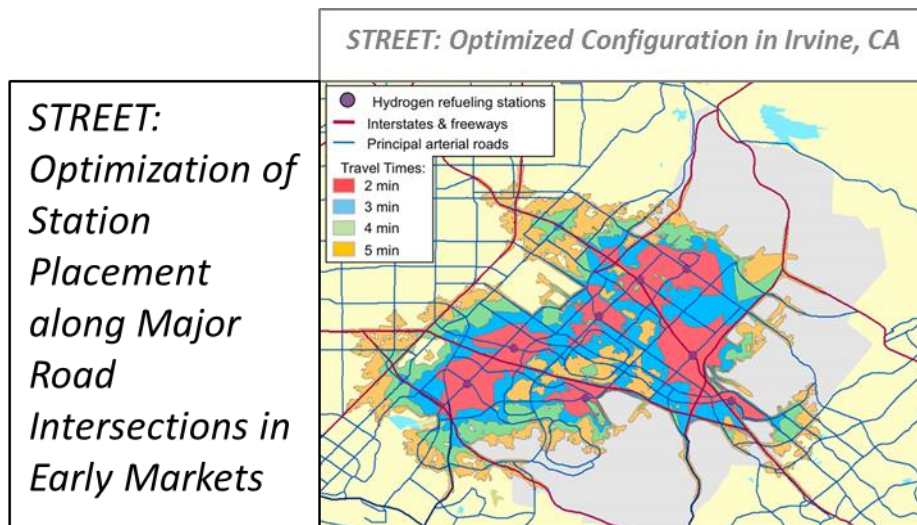 STREET: Optimized Configuration in Irvine, CA
STREET:
Optimization of
Station
Placement
along Major
Road
Intersections in
Early Markets
Hydrogen refueling stations
Interstates & freeways
Principal arterial roads
Travel Times:
2 min
3 min
4 min
5 min